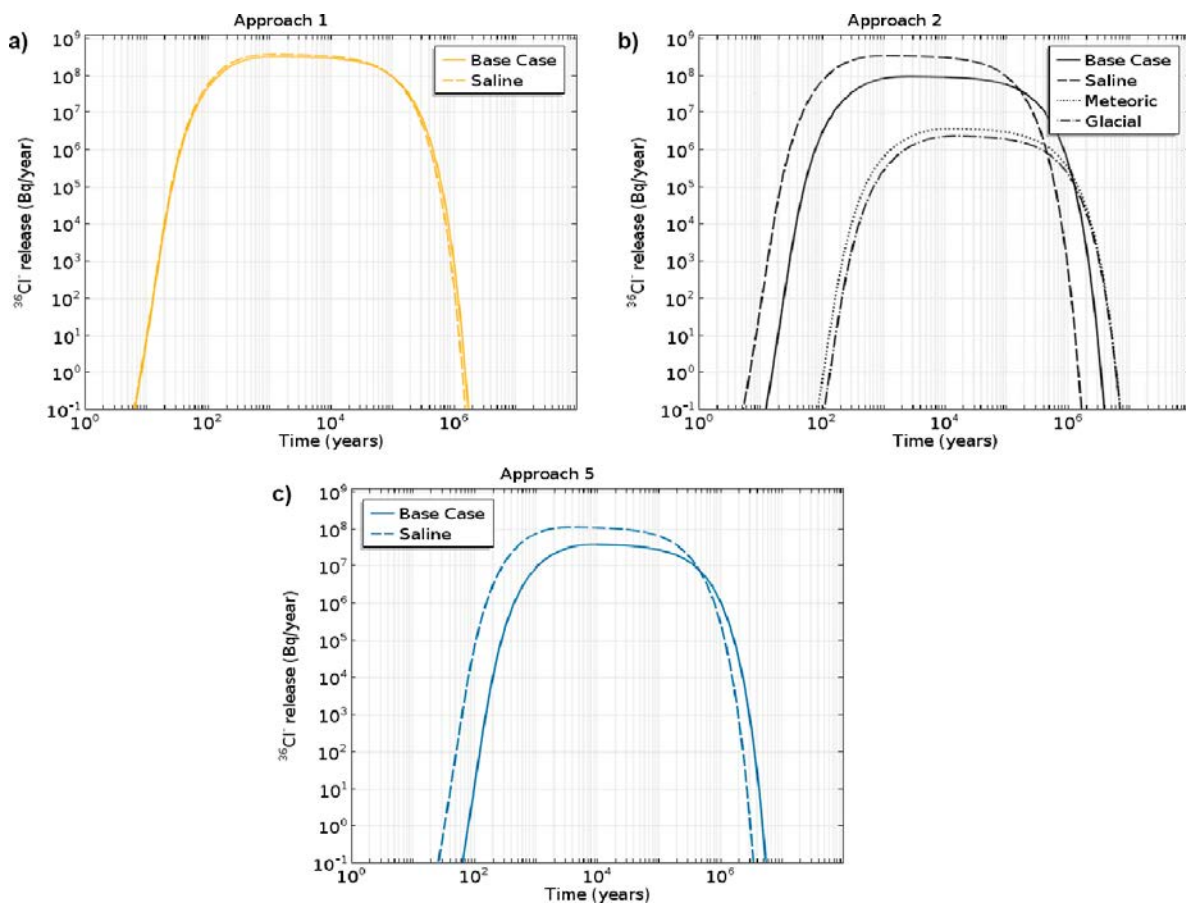 Approach 1
a)
10⁹
10⁸
10⁷
10⁶
10⁵
10⁴
10³
10²
10¹
10⁰
10⁻¹
³⁶Cl⁻ release (Bq/year)
Base Case
Saline
10⁰ 10² 10⁴ 10⁶
Time (years)
Approach 2
b)
10⁹
10⁸
10⁷
10⁶
10⁵
10⁴
10³
10²
10¹
10⁰
10⁻¹
³⁶Cl⁻ release (Bq/year)
Base Case
Saline
Meteoric
Glacial
10⁰ 10² 10⁴ 10⁶
Time (years)
Approach 5
c)
10⁹
10⁸
10⁷
10⁶
10⁵
10⁴
10³
10²
10¹
10⁰
10⁻¹
³⁶Cl⁻ release (Bq/year)
Base Case
Saline
10⁰ 10² 10⁴ 10⁶
Time (years)